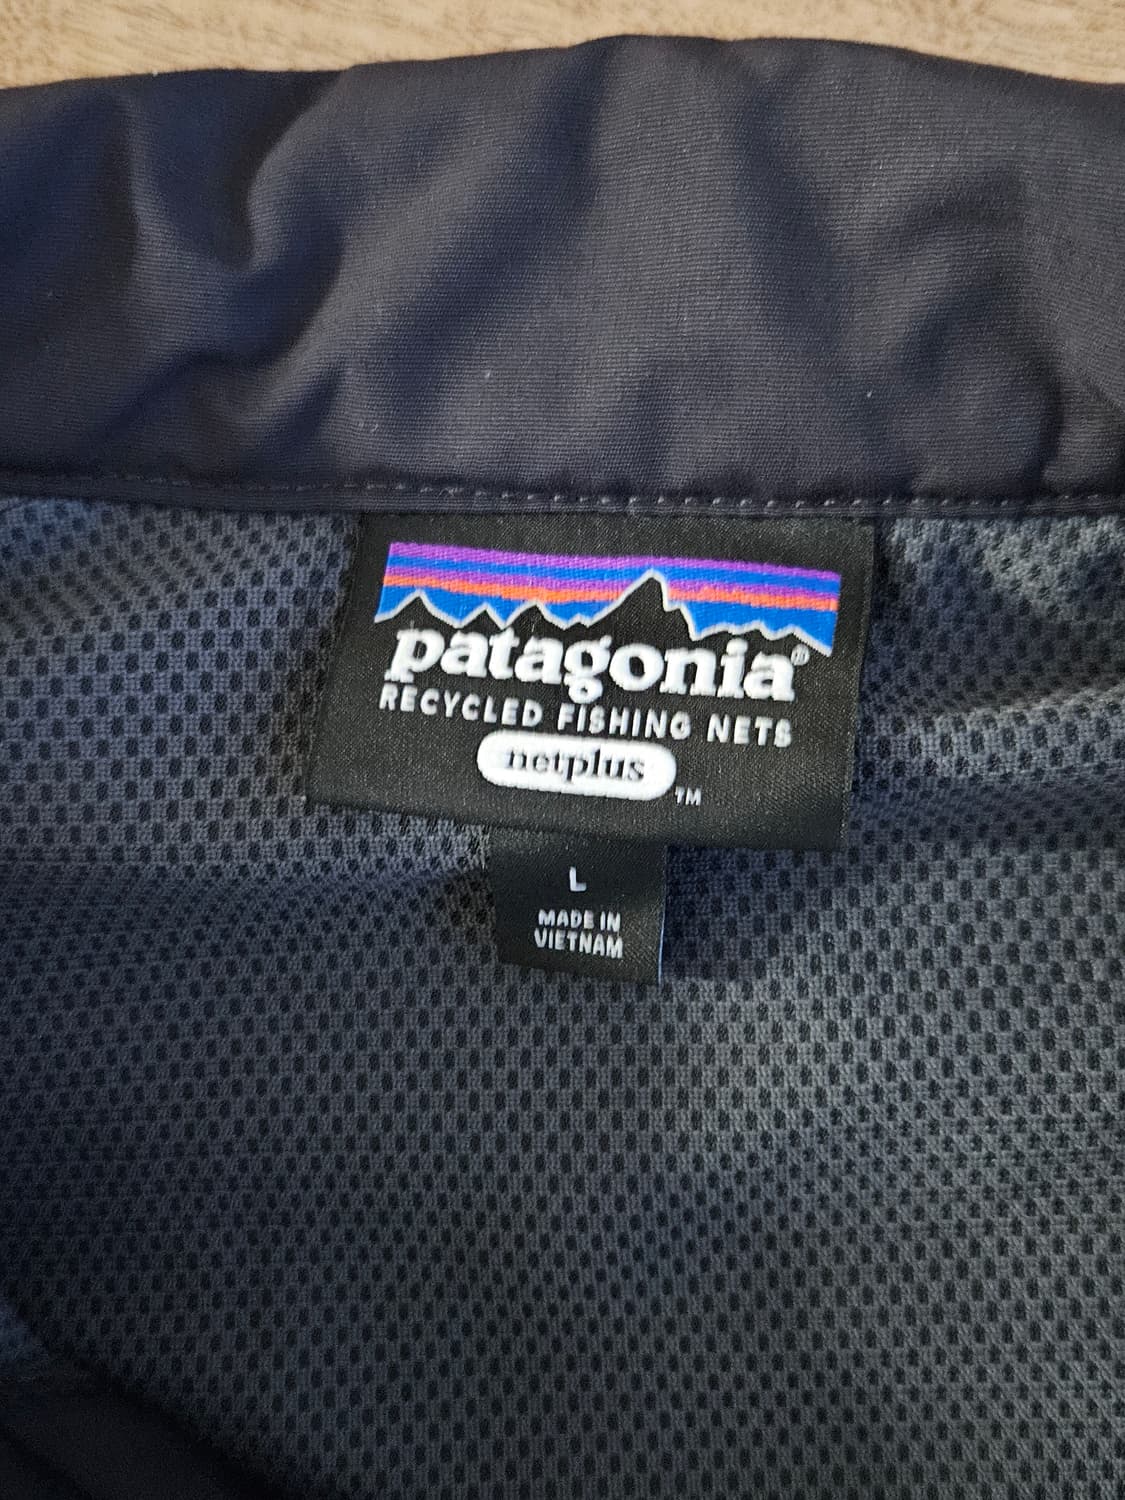 patagonia®
RECYCLED FISHING NETS
netplus
TM
L
MADE IN
VIETNAM